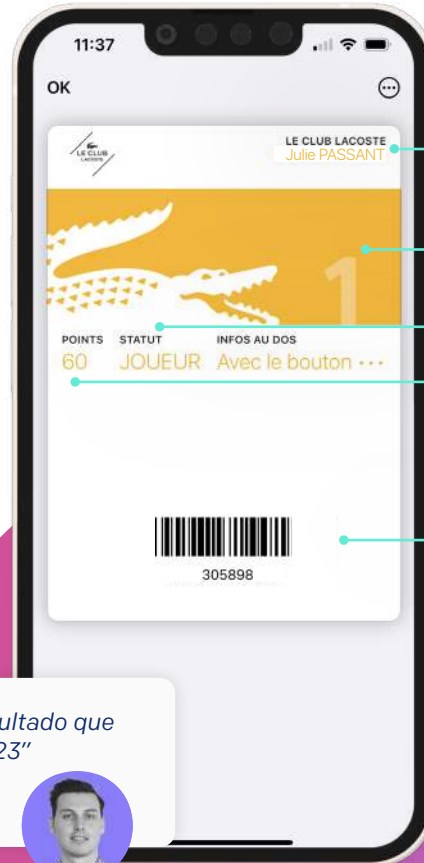 11:37
OK
LE CLUB
LACOSTE
LE CLUB LACOSTE
Julie PASSANT
1
POINTS STATUT INFOS AU DOS
60 JOUEUR Avec le bouton ···
305898
ultado que
23”